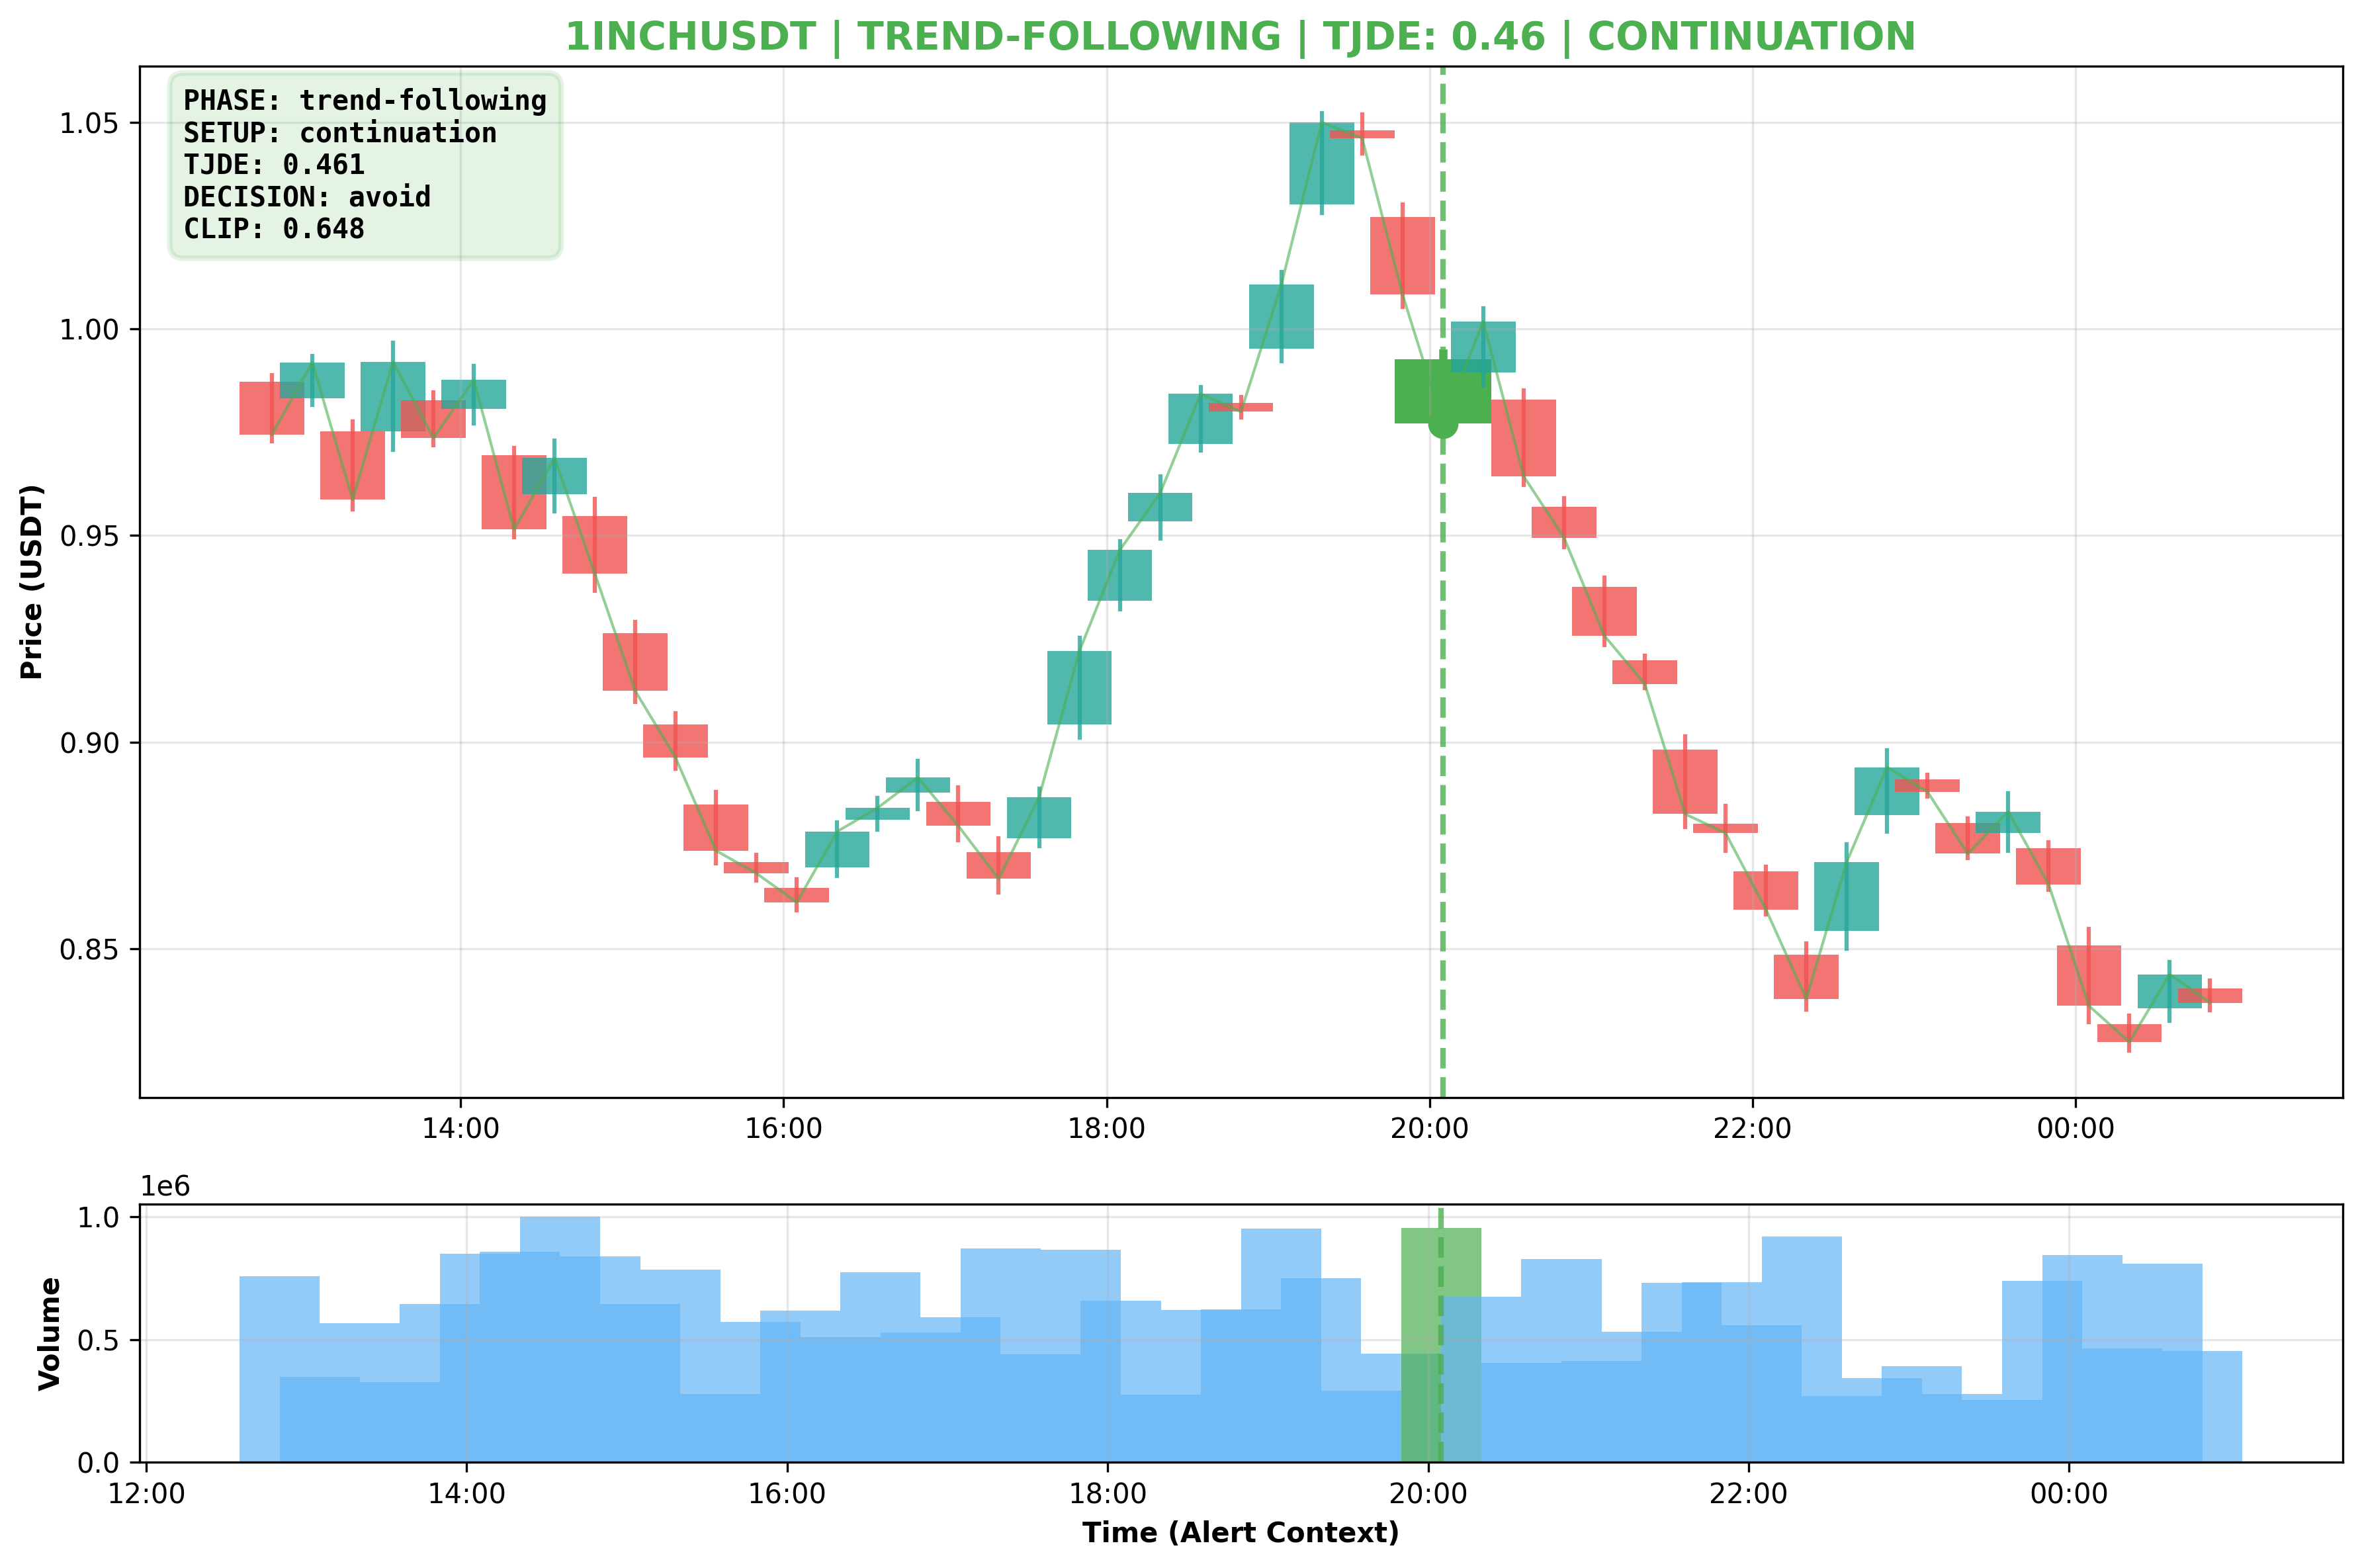 1INCHUSDT | TREND-FOLLOWING | TJDE: 0.46 | CONTINUATION
PHASE: trend-following
SETUP: continuation
TJDE: 0.461
DECISION: avoid
CLIP: 0.648
Price (USDT)
1.05
1.00
0.95
0.90
0.85
14:00 16:00 18:00 20:00 22:00 00:00
1e6
Volume
1.0
0.5
0.0
12:00 14:00 16:00 18:00 20:00 22:00 00:00
Time (Alert Context)